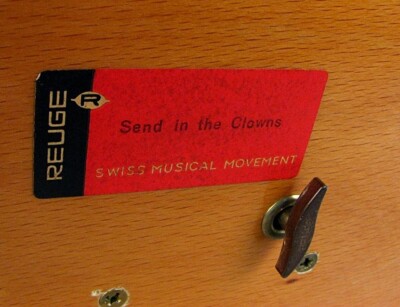 REUGE
R
Send in the Clowns
SWISS MUSICAL MOVEMENT